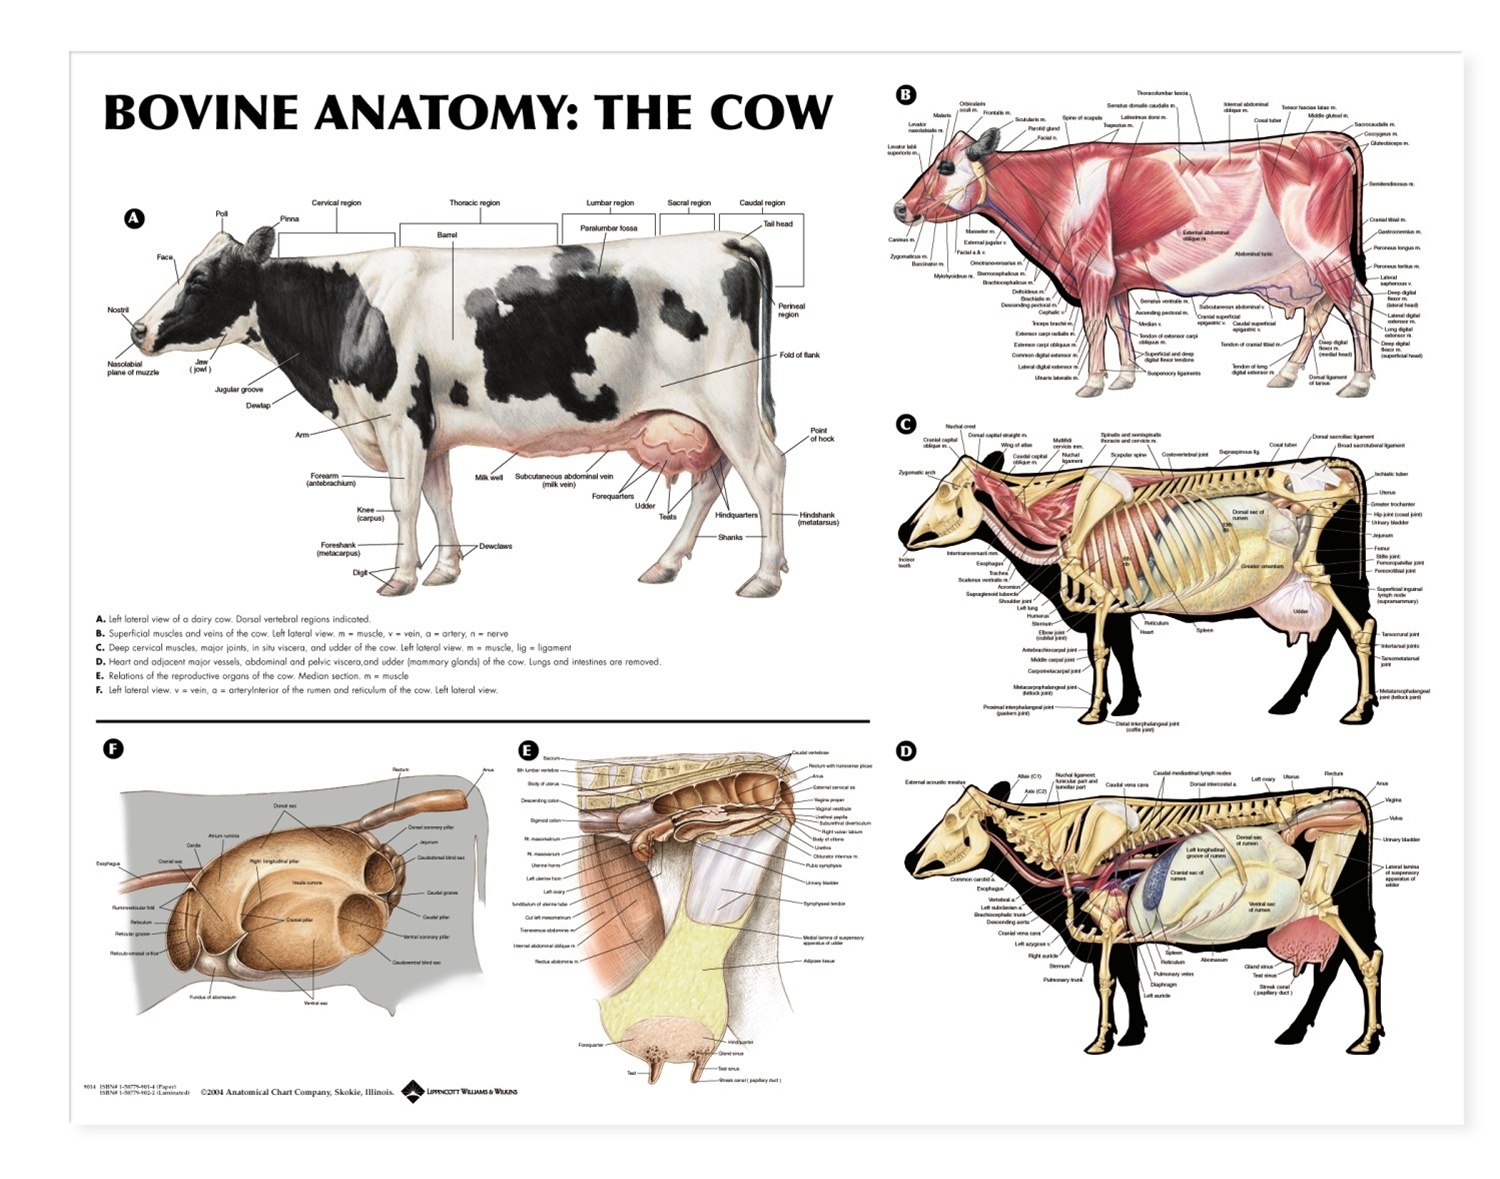 BOVINE ANATOMY: THE COW
A
Poll
Pinna
Face
Nostril
Nasolabial
plane of muzzle
Jaw
( jowl )
Jugular groove
Dewlap
Arm
Cervical region
Thoracic region
Lumbar region
Sacral region
Caudal region
Barrel
Paralumbar fossa
Tail head
Perineal
region
Fold of flank
Point
of hock
Forearm
(antebrachium)
Knee
(carpus)
Foreshank
(metacarpus)
Digit
Dewclaws
Milk well
Subcutaneous abdominal vein
(milk vein)
Forequarters
Udder
Teats
Hindquarters
Shanks
Hindshank
(metatarsus)
A. Left lateral view of a dairy cow. Dorsal vertebral regions indicated.
B. Superficial muscles and veins of the cow. Left lateral view. m = muscle, v = vein, a = artery, n = nerve
C. Deep cervical muscles, major joints, in situ viscera, and udder of the cow. Left lateral view. m = muscle, lig = ligament
D. Heart and adjacent major vessels, abdominal and pelvic viscera,and udder (mammary glands) of the cow. Lungs and intestines are removed.
E. Relations of the reproductive organs of the cow. Median section. m = muscle
F. Left lateral view. v = vein, a = arteryInterior of the rumen and reticulum of the cow. Left lateral view.
B
Thoracolumbar fascia
Serratus dorsalis caudalis m.
Latissimus dorsi m.
Trapezius m.
Spine of scapula
Internal abdominal
oblique m.
Coxal tuber
Tensor fasciae latae m.
Middle gluteal m.
Sacrocaudalis m.
Coccygeus m.
Gluteobiceps m.
Semitendinosus m.
Cranial tibial m.
Gastrocnemius m.
Peroneus longus m.
Peroneus tertius m.
Lateral
saphenous v.
Deep digital
flexor m.
(lateral head)
Lateral digital
extensor m.
Long digital
extensor m.
Deep digital
flexor m.
(superficial head)
Orbicularis
oculi m.
Frontalis m.
Scutularis m.
Parotid gland
Facial n.
Malaris
Levator
nasolabialis m.
Levator labii
superioris m.
Caninus m.
Zygomaticus m.
Buccinator m.
Mylohyoideus m.
Masseter m.
External jugular v.
Facial a.& v.
Omotransversarius m.
Sternocephalicus m.
Brachiocephalicus m.
Deltoideus m.
Brachialis m.
Descending pectoral m.
Cephalic v.
Triceps brachii m.
Extensor carpi radialis m.
Extensor carpi obliquus m.
Common digital extensor m.
Lateral digital extensor m.
Ulnaris lateralis m.
External abdominal
oblique m
Abdominal tunic
Serratus ventralis m.
Ascending pectoral m.
Median v.
Tendon of extensor carpi
obliquus m.
Superficial and deep
digital flexor tendons
Suspensory ligaments
Subcutaneous abdominal v.
Cranial superficial
epigastric v.
Caudal superficial
epigastric v.
Tendon of cranial tibial m.
Tendon of long
digital extensor m.
Deep digital
flexor m.
(medial head)
Dorsal ligament
of tarsus
C
Nuchal crest
Cranial capital
oblique m.
Dorsal capital straight m.
Wing of atlas
Caudal capital
oblique m.
Multifidi
cervicis mm.
Nuchal
ligament
Spinalis and semispinalis
thoracis and cervicis m.
Scapular spine
Costovertebral joint
Supraspinous lig.
Coxal tuber
Dorsal sacroiliac ligament
Broad sacrotuberal ligament
Zygomatic arch
Incisor
teeth
Ischiatic tuber
Uterus
Greater trochanter
Hip joint (coxal joint)
Urinary bladder
Jejunum
Femur
Stifle joint:
Femoropatellar joint
Femorotibial joint
Superficial inguinal
lymph node
(supramammary)
Dorsal sac of
rumen
Greater omentum
Udder
Intertransversarii mm
Esophagus
Trachea
Scalenus ventralis m.
Acromion
Supraglenoid tubercle
Shoulder joint
Left lung
Humerus
Sternum
Elbow joint
(cubital joint)
Antebrachiocarpal joint
Middle carpal joint
Carpometacarpal joint
Metacarpophalangeal joint
(fetlock joint)
Proximal interphalangeal joint
(pastern joint)
Distal interphalangeal joint
(coffin joint)
Reticulum
Heart
Spleen
Tarsocrural joint
Intertarsal joints
Tarsometatarsal
joint
Metatarsophalangeal
joint (fetlock joint)
D
External acoustic meatus
Atlas (C1)
Axis (C2)
Nuchal ligament,
funicular part and
lamellar part
Caudal vena cava
Caudal mediastinal lymph nodes
Dorsal intercostal a.
Left ovary
Uterus
Rectum
Anus
Vagina
Vulva
Urinary bladder
Lateral lamina
of suspensory
apparatus of
udder
Dorsal sac
of rumen
Left longitudinal
groove of rumen
Cranial sac of
rumen
Ventral sac
of rumen
Common carotid a.
Esophagus
Vertebral a.
Left subclavian a.
Brachiocephalic trunk
Descending aorta
Cranial vena cava
Left azygous v.
Right auricle
Sternum
Pulmonary trunk
Spleen
Reticulum
Abomasum
Pulmonary veins
Diaphragm
Left auricle
Gland sinus
Teat sinus
Streak canal
( papillary duct )
F
Rectum
Anus
Dorsal sac
Atrium ruminis
Cardia
Cranial sac
Esophagus
Right longitudinal pillar
Insula ruminis
Cranial pillar
Dorsal coronary pillar
Jejunum
Caudodorsal blind sac
Caudal groove
Caudal pillar
Ventral coronary pillar
Caudoventral blind sac
Ruminoreticular fold
Reticulum
Reticular groove
Reticulo-omasal orifice
Fundus of abomasum
Ventral sac
E
Sacrum
6th lumbar vertebra
Body of uterus
Descending colon
Sigmoid colon
Rt. mesometrium
Rt. mesovarium
Uterine horns
Left uterine horn
Left ovary
Infundibulum of uterine tube
Cut left mesometrium
Transversus abdominis m.
Internal abdominal oblique m.
Rectus abdominis m.
Caudal vertebrae
Rectum with transverse plicae
Anus
External cervical os
Vagina proper
Vaginal vestibule
Urethral papilla
Suburethral diverticulum
Right vulvar labium
Body of clitoris
Urethra
Obturator internus m.
Pubic symphysis
Urinary bladder
Symphyseal tendon
Medial lamina of suspensory
apparatus of udder
Adipose tissue
Forequarter
Hindquarter
Gland sinus
Teat
Teat sinus
Streak canal ( papillary duct )
9014 ISBN# 1-58779-901-4 (Paper)
ISBN# 1-58779-902-2 (Laminated)
©2004 Anatomical Chart Company, Skokie, Illinois.
LIPPINCOTT WILLIAMS & WILKINS